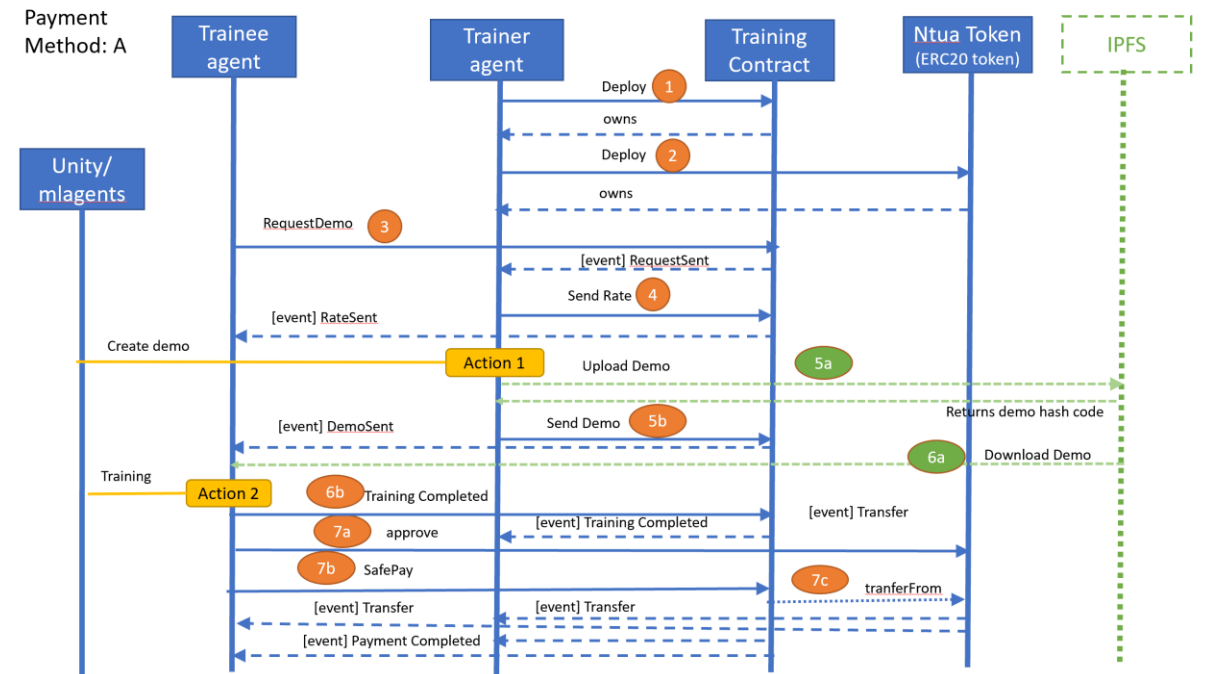 Payment
Method: A
Trainee
agent
Trainer
agent
Training
Contract
Ntua Token
(ERC20 token)
IPFS
Unity/
mlagents
Deploy 1
owns
Deploy 2
owns
RequestDemo 3
[event] RequestSent
Send Rate 4
[event] RateSent
Create demo
Action 1
Upload Demo 5a
Returns demo hash code
[event] DemoSent
Send Demo 5b
6a Download Demo
Training
Action 2
6b Training Completed
[event] Transfer
[event] Training Completed
7a approve
7b SafePay
7c tranferFrom
[event] Transfer
[event] Transfer
[event] Payment Completed